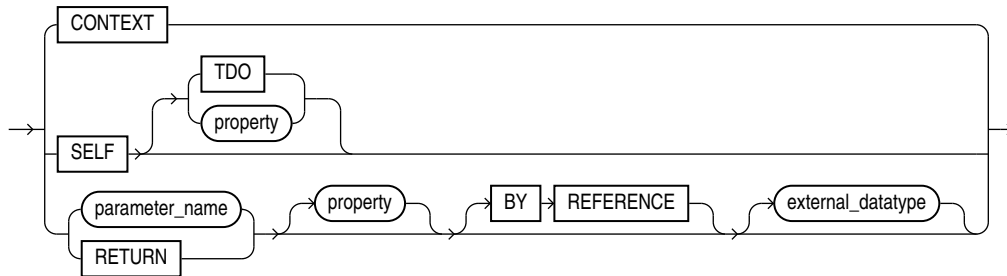 CONTEXT
TDO
property
SELF
parameter_name property BY REFERENCE external_datatype
RETURN